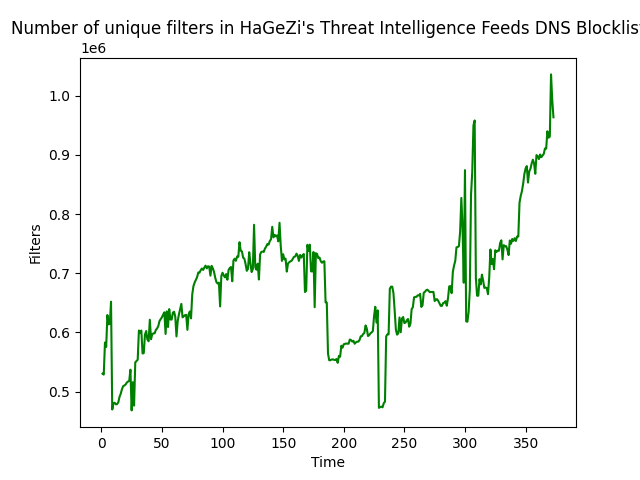 Number of unique filters in HaGeZi's Threat Intelligence Feeds DNS Blocklis
1e6
1.0
0.9
0.8
0.7
0.6
0.5
Filters
0 50 100 150 200 250 300 350
Time